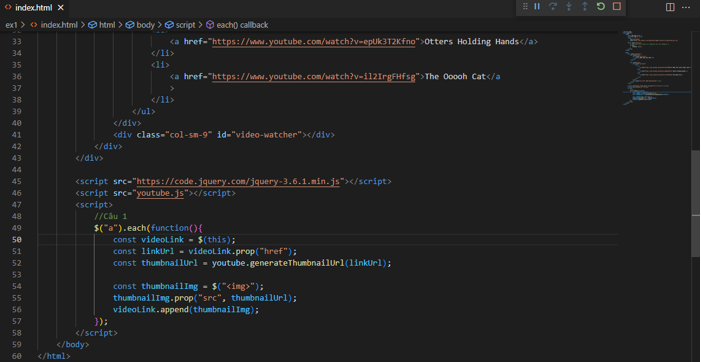 index.html
ex1 > index.html > html > body > script > each() callback
33 <a href="https://www.youtube.com/watch?v=epUk3T2Kfno">Otters Holding Hands</a>
34 </li>
35 <li>
36 <a href="https://www.youtube.com/watch?v=il2IrgFHfsg">The Ooooh Cat</a
37 >
38 </li>
39 </ul>
40 </div>
41 <div class="col-sm-9" id="video-watcher"></div>
42 </div>
43 </div>
44
45 <script src="https://code.jquery.com/jquery-3.6.1.min.js"></script>
46 <script src="youtube.js"></script>
47 <script>
48 //Câu 1
49 $("a").each(function(){
50 const videoLink = $(this);
51 const linkUrl = videoLink.prop("href");
52 const thumbnailUrl = youtube.generateThumbnailUrl(linkUrl);
53
54 const thumbnailImg = $("<img>");
55 thumbnailImg.prop("src", thumbnailUrl);
56 videoLink.append(thumbnailImg);
57 });
58 </script>
59 </body>
60 </html>